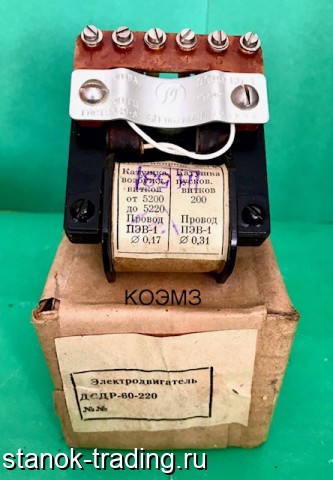 Катушка
возбужд.
витков
от 5200
до 5220
Провод
ПЭВ-1
Ø 0,17
Катушка
пусков.
витков
200
Провод
ПЭВ-1
Ø 0,31
КОЭМЗ
Электродвигатель
ДСДР-60-220
№№
stanok-trading.ru